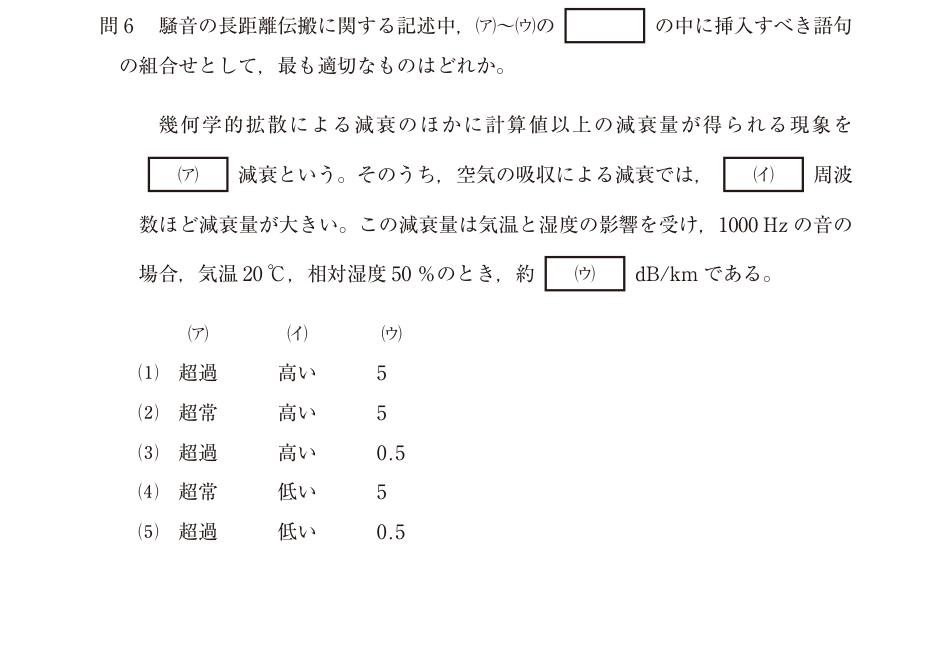 問6 騒音の長距離伝搬に関する記述中，㋐〜㋒の の中に挿入すべき語句
の組合せとして，最も適切なものはどれか。
幾何学的拡散による減衰のほかに計算値以上の減衰量が得られる現象を
(ア) 減衰という。そのうち，空気の吸収による減衰では， (イ) 周波
数ほど減衰量が大きい。この減衰量は気温と湿度の影響を受け，1000 Hz の音の
場合，気温 20 ℃，相対湿度 50 %のとき，約 (ウ) dB/km である。
(ア) (イ) (ウ)
(1) 超過 高い 5
(2) 超常 高い 5
(3) 超過 高い 0.5
(4) 超常 低い 5
(5) 超過 低い 0.5